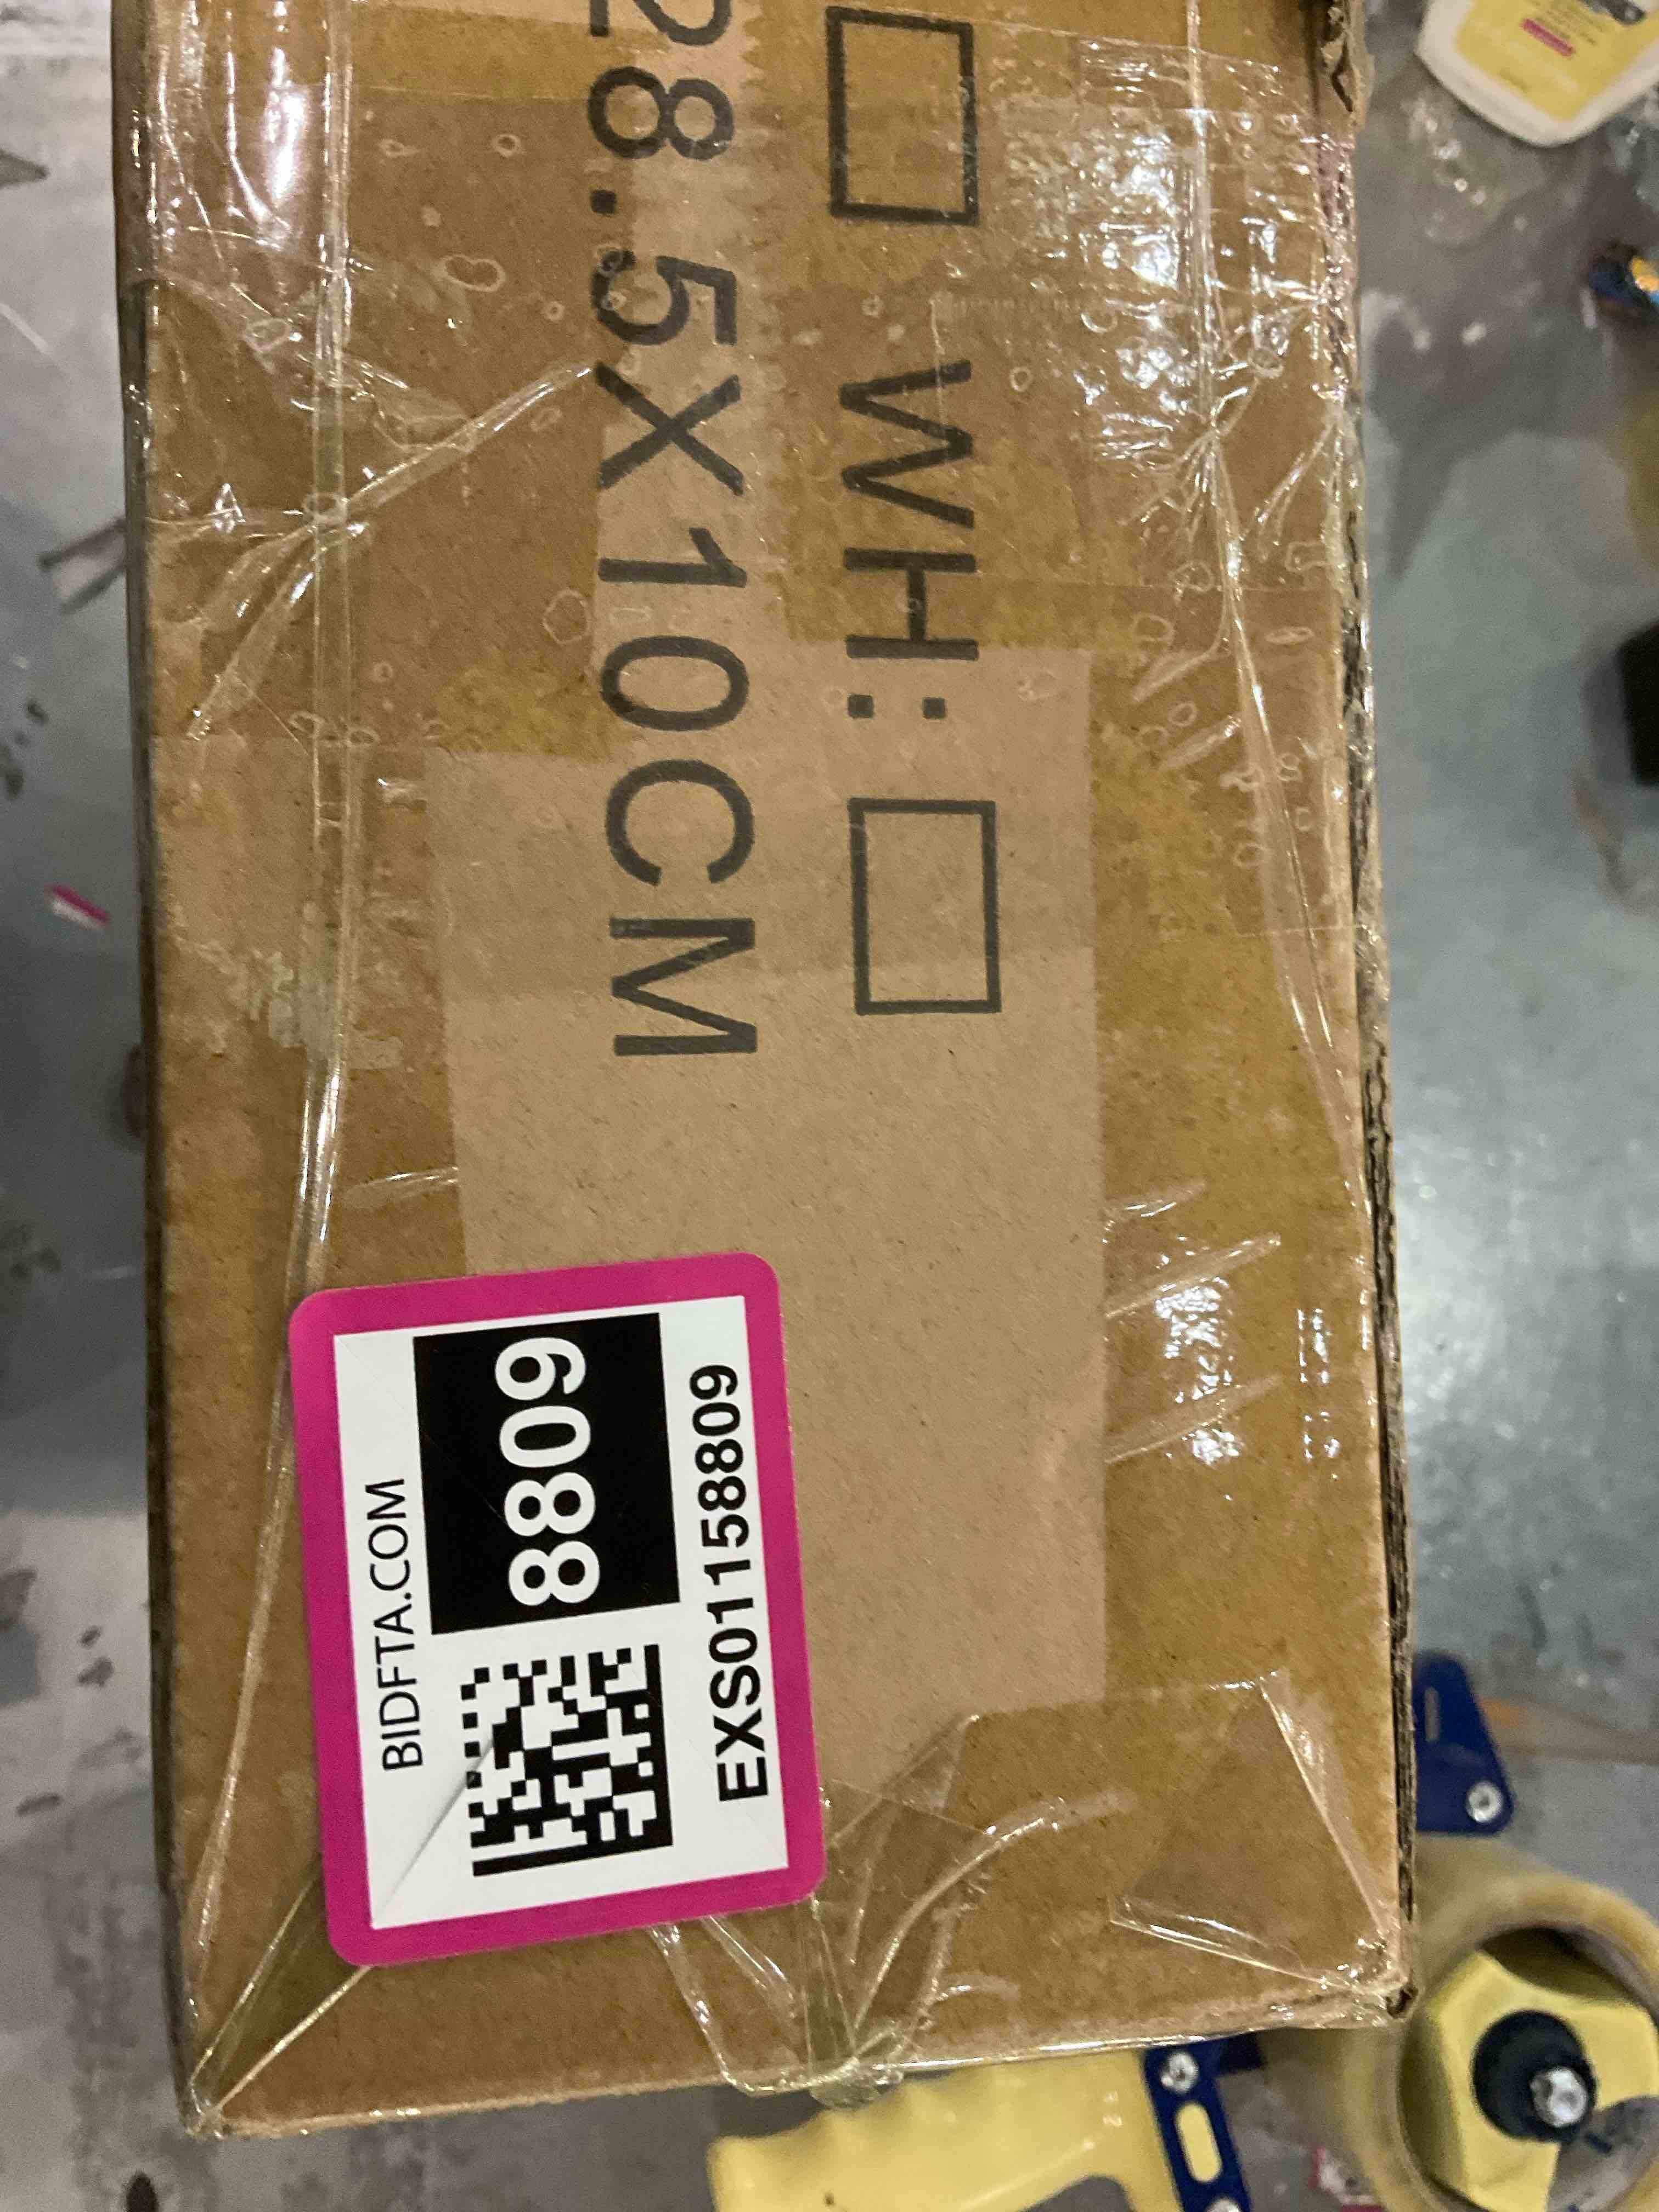 □ WH: □
28.5X10CM
BIDFTA.COM
8809
EXS01158809